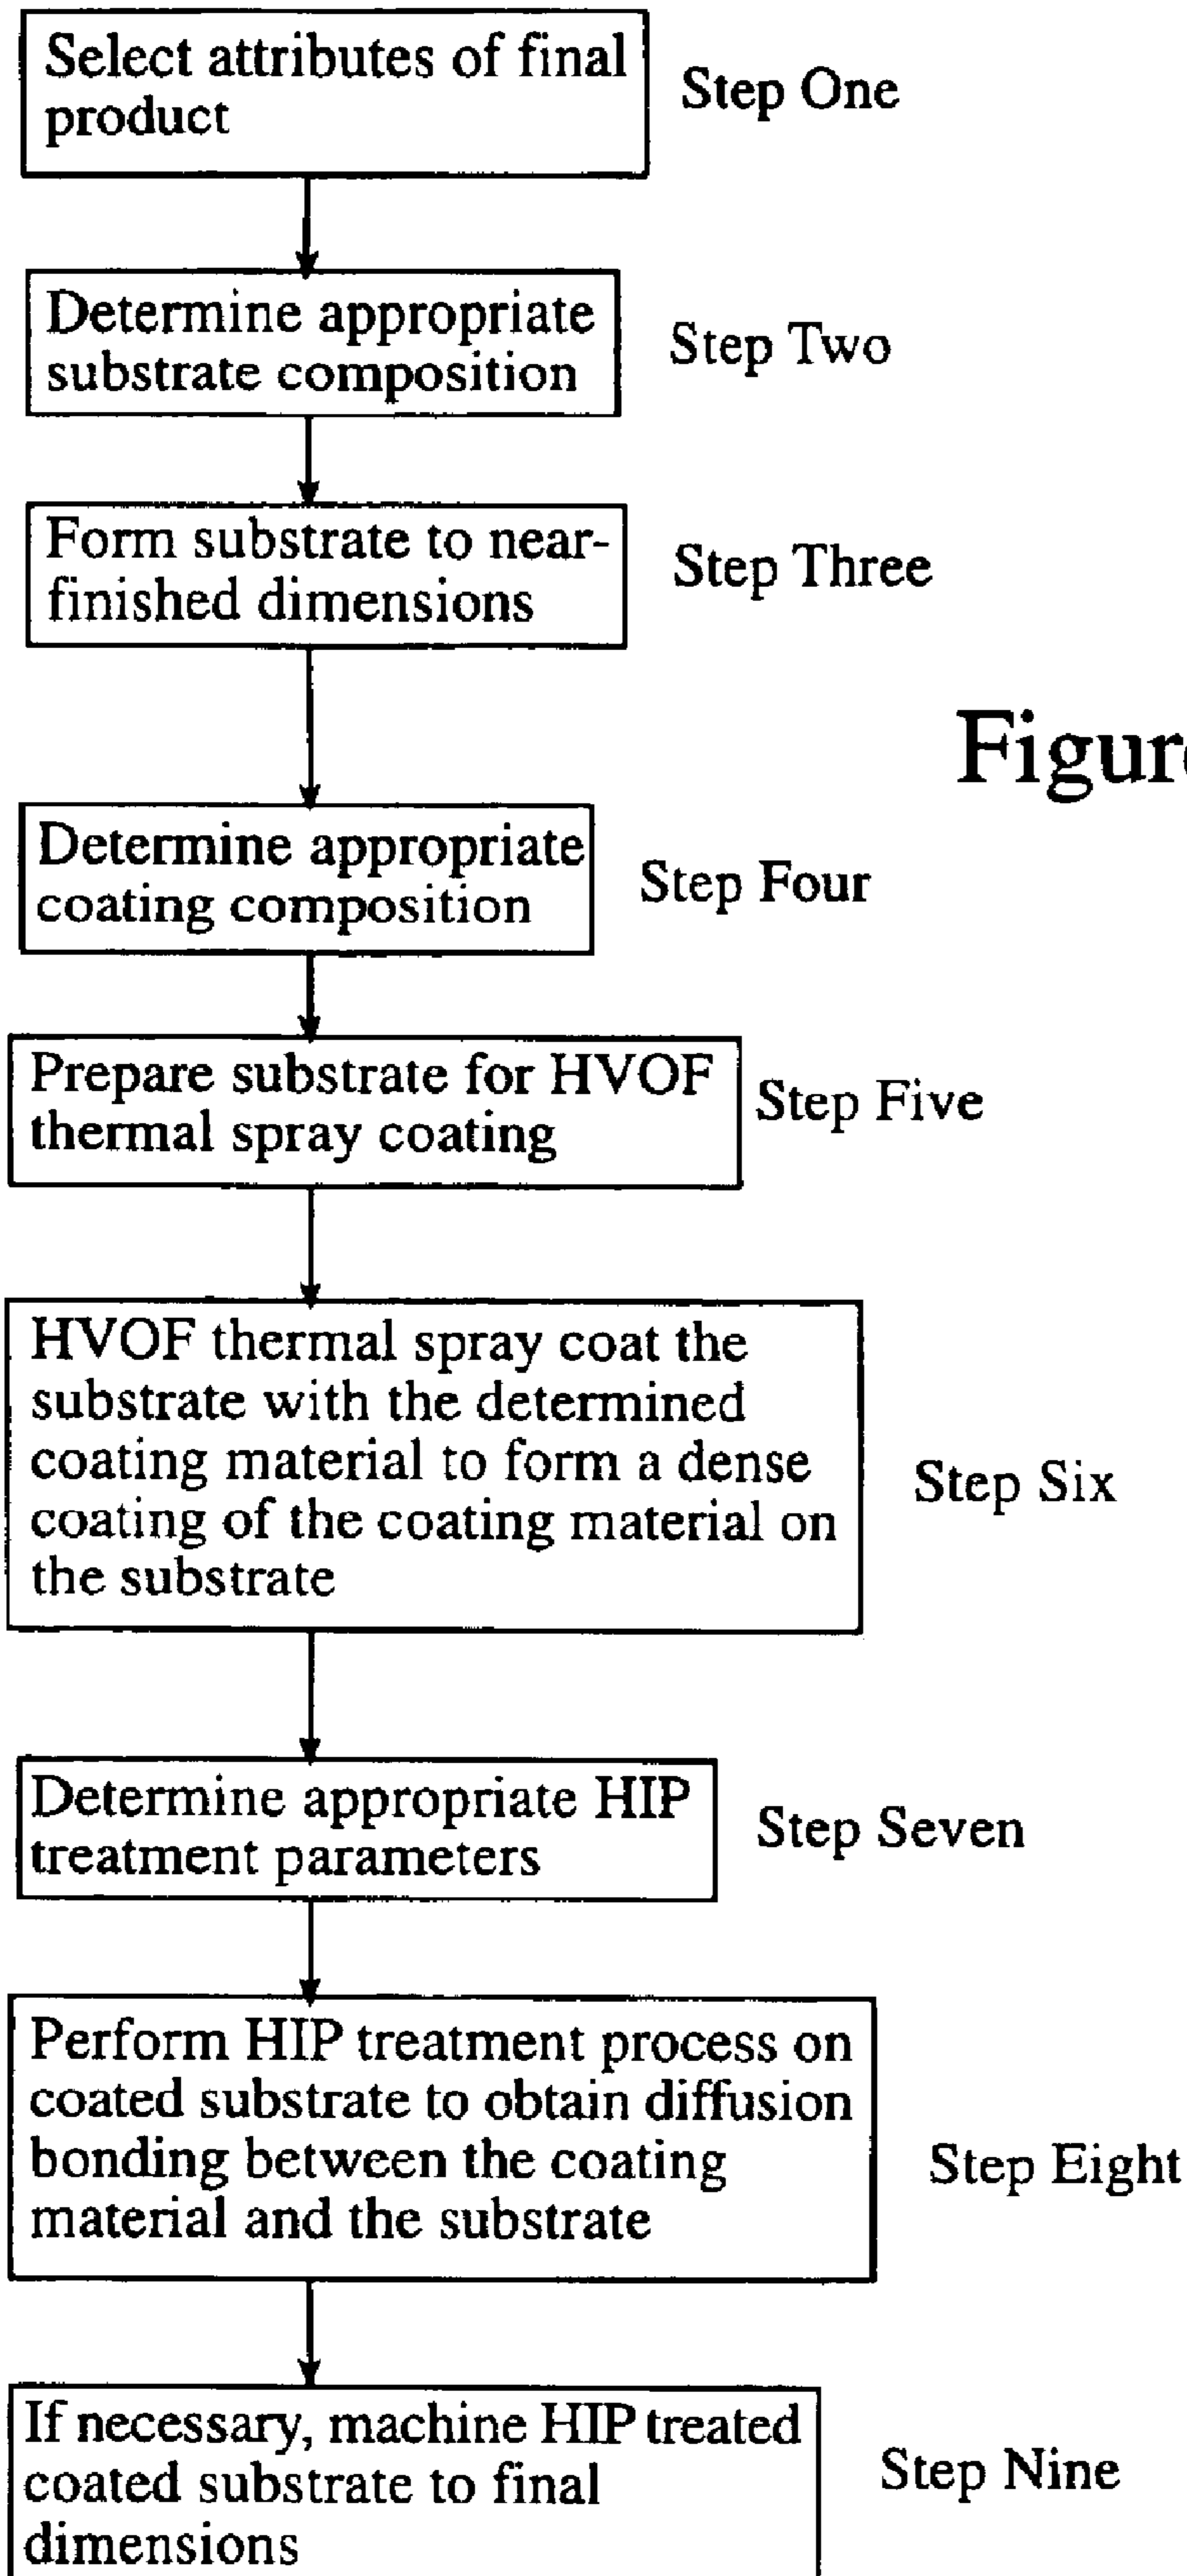 Select attributes of final
product
Step One
Determine appropriate
substrate composition
Step Two
Form substrate to near-
finished dimensions
Step Three
Figure
Determine appropriate
coating composition
Step Four
Prepare substrate for HVOF
thermal spray coating
Step Five
HVOF thermal spray coat the
substrate with the determined
coating material to form a dense
coating of the coating material on
the substrate
Step Six
Determine appropriate HIP
treatment parameters
Step Seven
Perform HIP treatment process on
coated substrate to obtain diffusion
bonding between the coating
material and the substrate
Step Eight
If necessary, machine HIP treated
coated substrate to final
dimensions
Step Nine